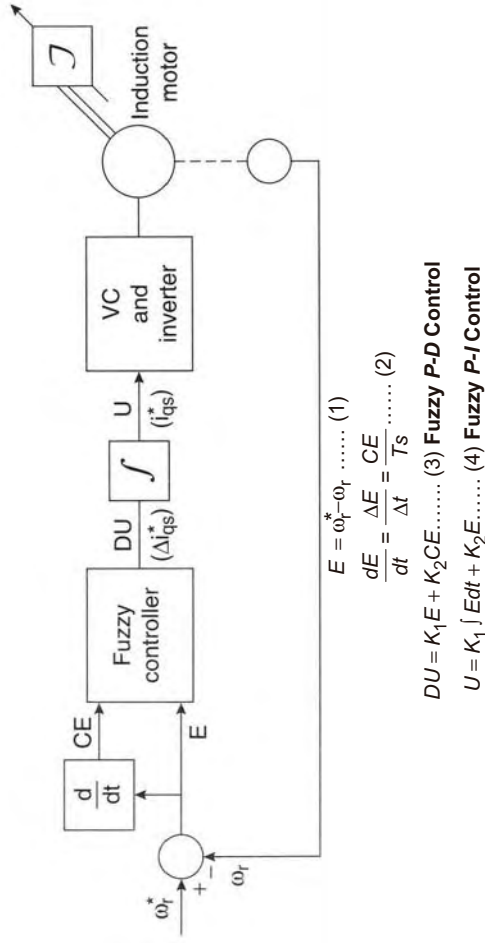 ω*r
+
−
ωr
d
dt
CE
E
Fuzzy
controller
DU
(Δi*qs)
∫
U
(i*qs)
VC
and
inverter
Induction
motor
J
E = ω*r–ωr ...... (1)
dE/dt = ΔE/Δt = CE/Ts ....... (2)
DU = K1E + K2CE....... (3) Fuzzy P-D Control
U = K1 ∫ Edt + K2E...... (4) Fuzzy P-I Control